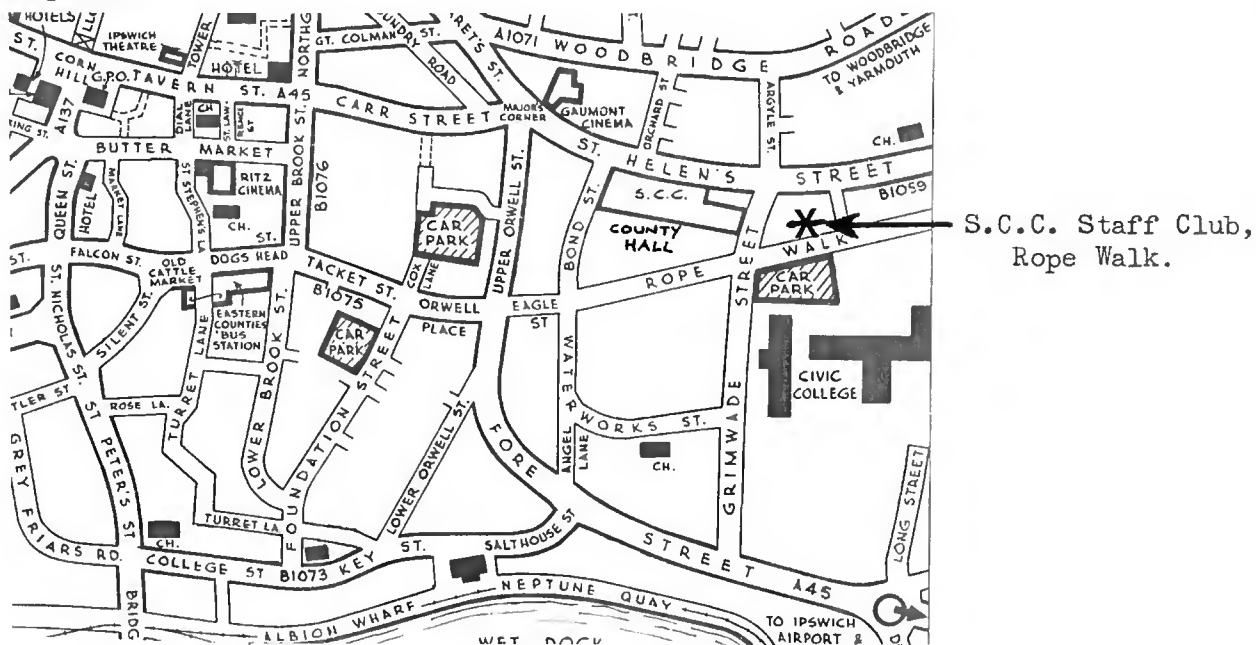 HOTELS
IPSWICH
THEATRE
TOWER
HOTEL
NORTHG
GT. COLMAN ST.
ROAD
A1071 WOODBRIDGE ROAD
TO WOODBRIDGE
& YARMOUTH
ST.
CORN
HILL
G.P.O.
TAVERN ST. A45
CARR STREET
MAJORS
CORNER
GAUMONT
CINEMA
ORCHARD ST
ARGYLE ST.
CH.
A137
DIAL
LANE
CH
BUTTER MARKET
UPPER BROOK ST.
B1076
ST. HELEN'S STREET
B1059
QUEEN ST.
HOTEL
MARKET LANE
ST STEPHEN'S LA.
RITZ
CINEMA
CH.
CAR
PARK
UPPER ORWELL ST.
BOND ST.
S.C.C.
COUNTY
HALL
ROPE WALK
S.C.C. Staff Club,
Rope Walk.
ST.
FALCON ST.
OLD
CATTLE
MARKET
DOGS HEAD ST.
TACKET ST.
B1075
COX
LANE
ORWELL
PLACE
EAGLE
ST
CAR
PARK
ST. NICHOLAS ST.
SILENT ST.
EASTERN
COUNTIES
'BUS
STATION
CAR
PARK
CIVIC
COLLEGE
TURRET LANE
LOWER BROOK ST.
FOUNDATION STREET
WATER WORKS ST.
GRIMWADE STREET
TLER ST
ROSE LA.
ST PETER'S ST
LOWER ORWELL ST.
FORE STREET A45
ANGEL
LANE
CH.
LONG STREET
GREY FRIARS RD.
CH.
TURRET LA.
COLLEGE ST B1073 KEY ST.
SALTHOUSE ST
BRIDG
ALBION WHARF
NEPTUNE QUAY
WET DOCK
TO IPSWICH
AIRPORT &